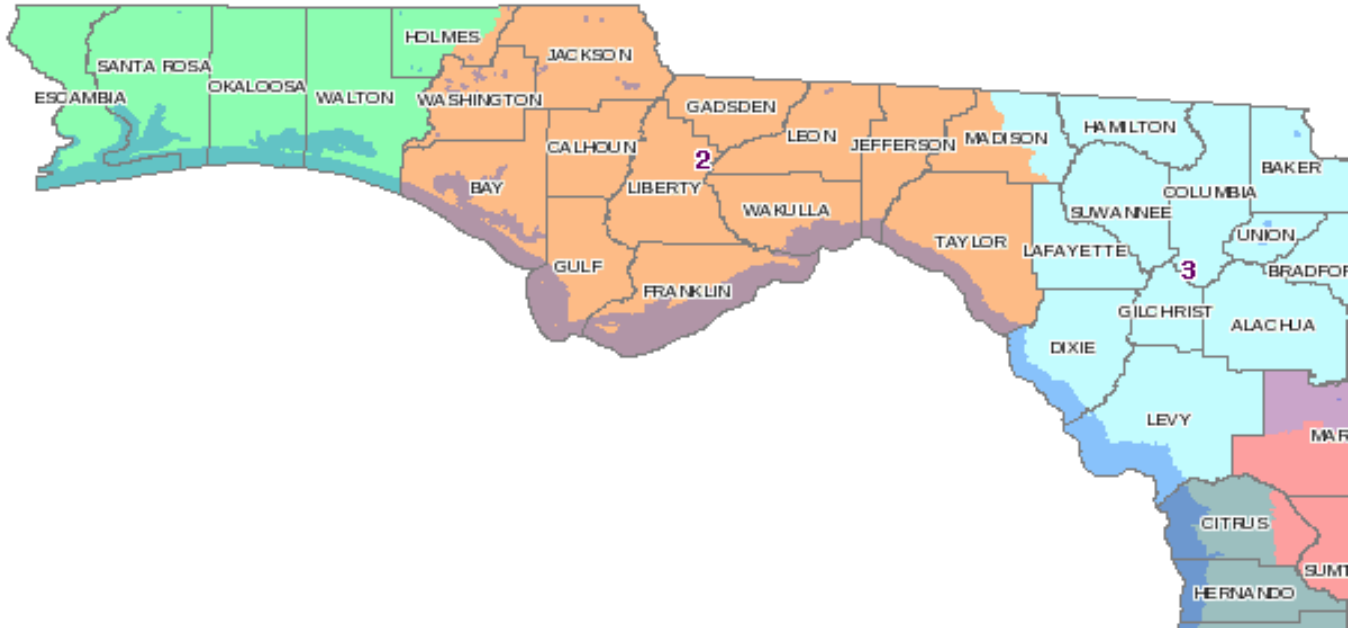 HOLMES
JACKSON
SANTA ROSA
OKALOOSA
ESCAMBIA
WALTON
WASHINGTON
GADSDEN
LEON
CALHOUN
JEFFERSON
MADISON
HAMILTON
2
BAKER
BAY
LIBERTY
COLUMBIA
WAKULLA
SUWANNEE
UNION
TAYLOR
LAFAYETTE
GULF
3
BRADFOR
FRANKLIN
GILCHRIST
ALACHUA
DIXIE
LEVY
MAR
CITRUS
SUMT
HERNANDO